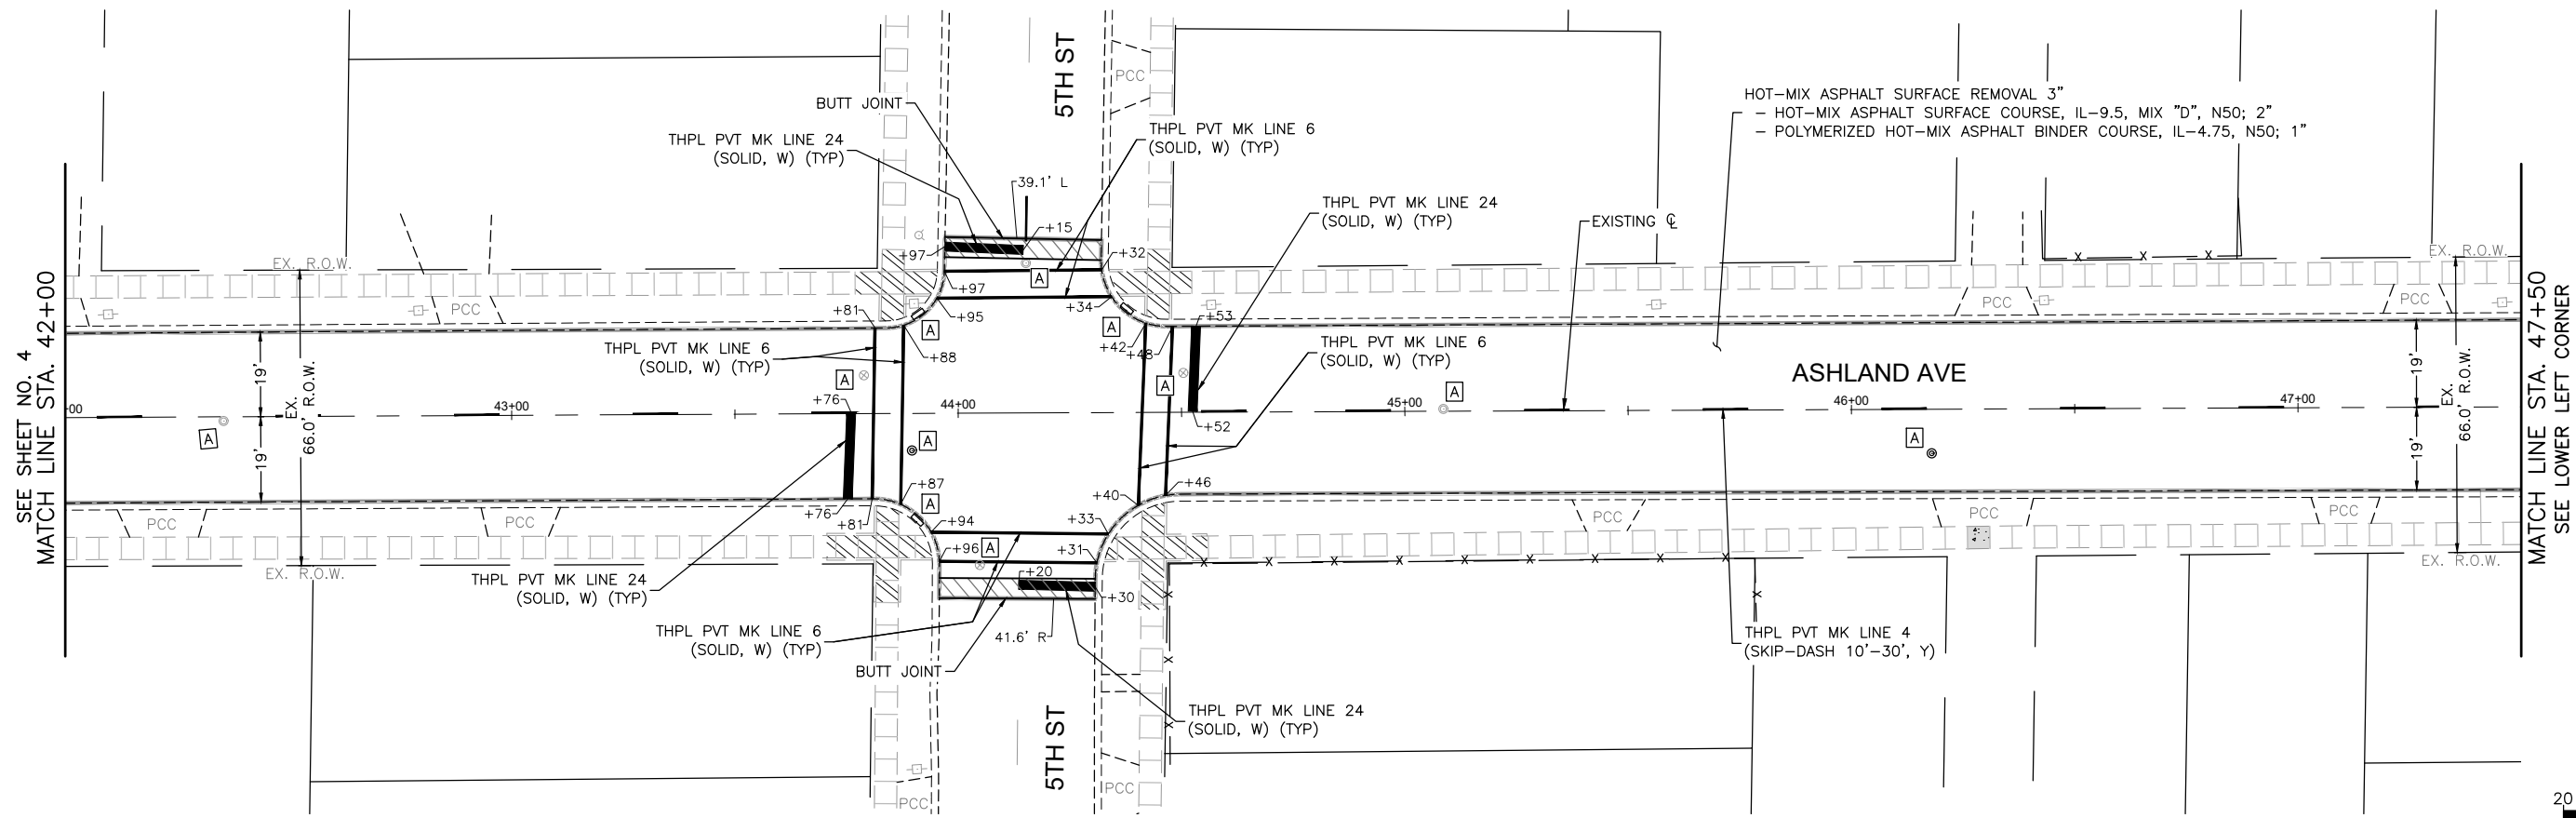 5TH ST
PCC
BUTT JOINT
THPL PVT MK LINE 24
(SOLID, W) (TYP)
THPL PVT MK LINE 6
(SOLID, W) (TYP)
HOT-MIX ASPHALT SURFACE REMOVAL 3"
- HOT-MIX ASPHALT SURFACE COURSE, IL-9.5, MIX "D", N50; 2"
- POLYMERIZED HOT-MIX ASPHALT BINDER COURSE, IL-4.75, N50; 1"
39.1' L
+15
THPL PVT MK LINE 24
(SOLID, W) (TYP)
EXISTING ℄
+97
+32
EX. R.O.W.
EX. R.O.W.
A
+97
+34
PCC
PCC
PCC
+81
+95
+53
A
A
+88
+42
+48
THPL PVT MK LINE 6
(SOLID, W) (TYP)
THPL PVT MK LINE 6
(SOLID, W) (TYP)
SEE SHEET NO. 4
MATCH LINE STA. 42+00
19'
19'
EX.
66.0' R.O.W.
A
A
A
ASHLAND AVE
+76
00
43+00
44+00
45+00
46+00
47+00
+52
A
A
A
19'
19'
EX.
66.0' R.O.W.
MATCH LINE STA. 47+50
SEE LOWER LEFT CORNER
+87
+40
+46
A
+76
+81
+94
+33
PCC
PCC
PCC
PCC
PCC
+96
A
+31
EX. R.O.W.
EX. R.O.W.
+20
+30
THPL PVT MK LINE 24
(SOLID, W) (TYP)
THPL PVT MK LINE 6
(SOLID, W) (TYP)
41.6' R
THPL PVT MK LINE 4
(SKIP-DASH 10'-30', Y)
BUTT JOINT
THPL PVT MK LINE 24
(SOLID, W) (TYP)
5TH ST
PCC
PCC
20